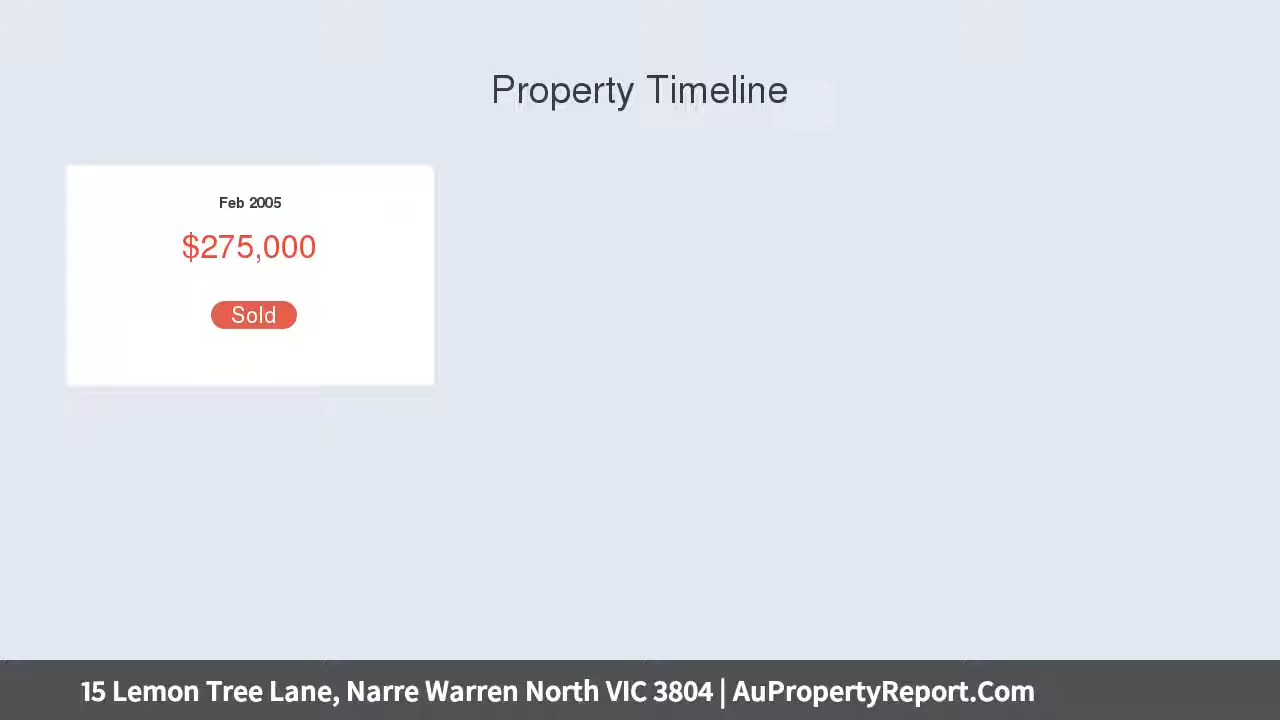 Property Timeline
Feb 2005
$275,000
Sold
15 Lemon Tree Lane, Narre Warren North VIC 3804 | AuPropertyReport.Com